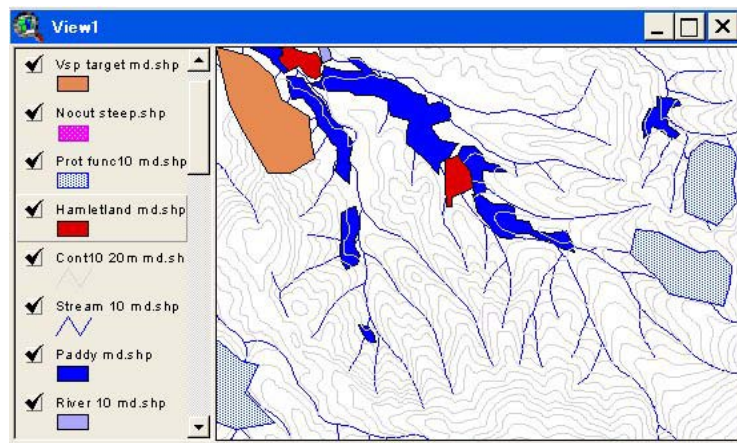 View1
Vsp target md.shp
Nocut steep.shp
Prot func10 md.shp
Hamletland md.shp
Cont10 20m md.sh
Stream 10 md.shp
Paddy md.shp
River 10 md.shp